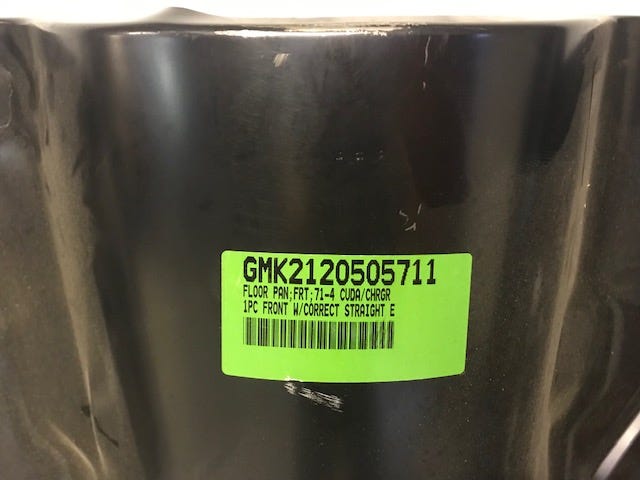 GMK2120505711
FLOOR PAN;FRT;71-4 CUDA/CHRGR
1PC FRONT W/CORRECT STRAIGHT E